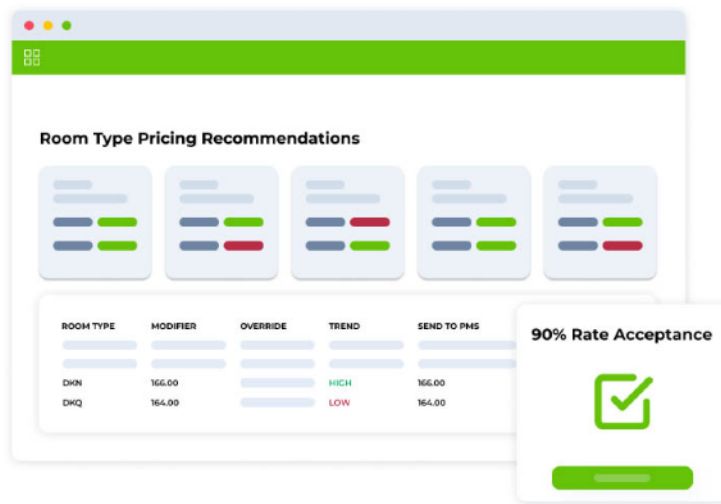 Room Type Pricing Recommendations
ROOM TYPE MODIFIER OVERRIDE TREND SEND TO PMS
DKN 166.00 HIGH 166.00
DKQ 164.00 LOW 164.00
90% Rate Acceptance